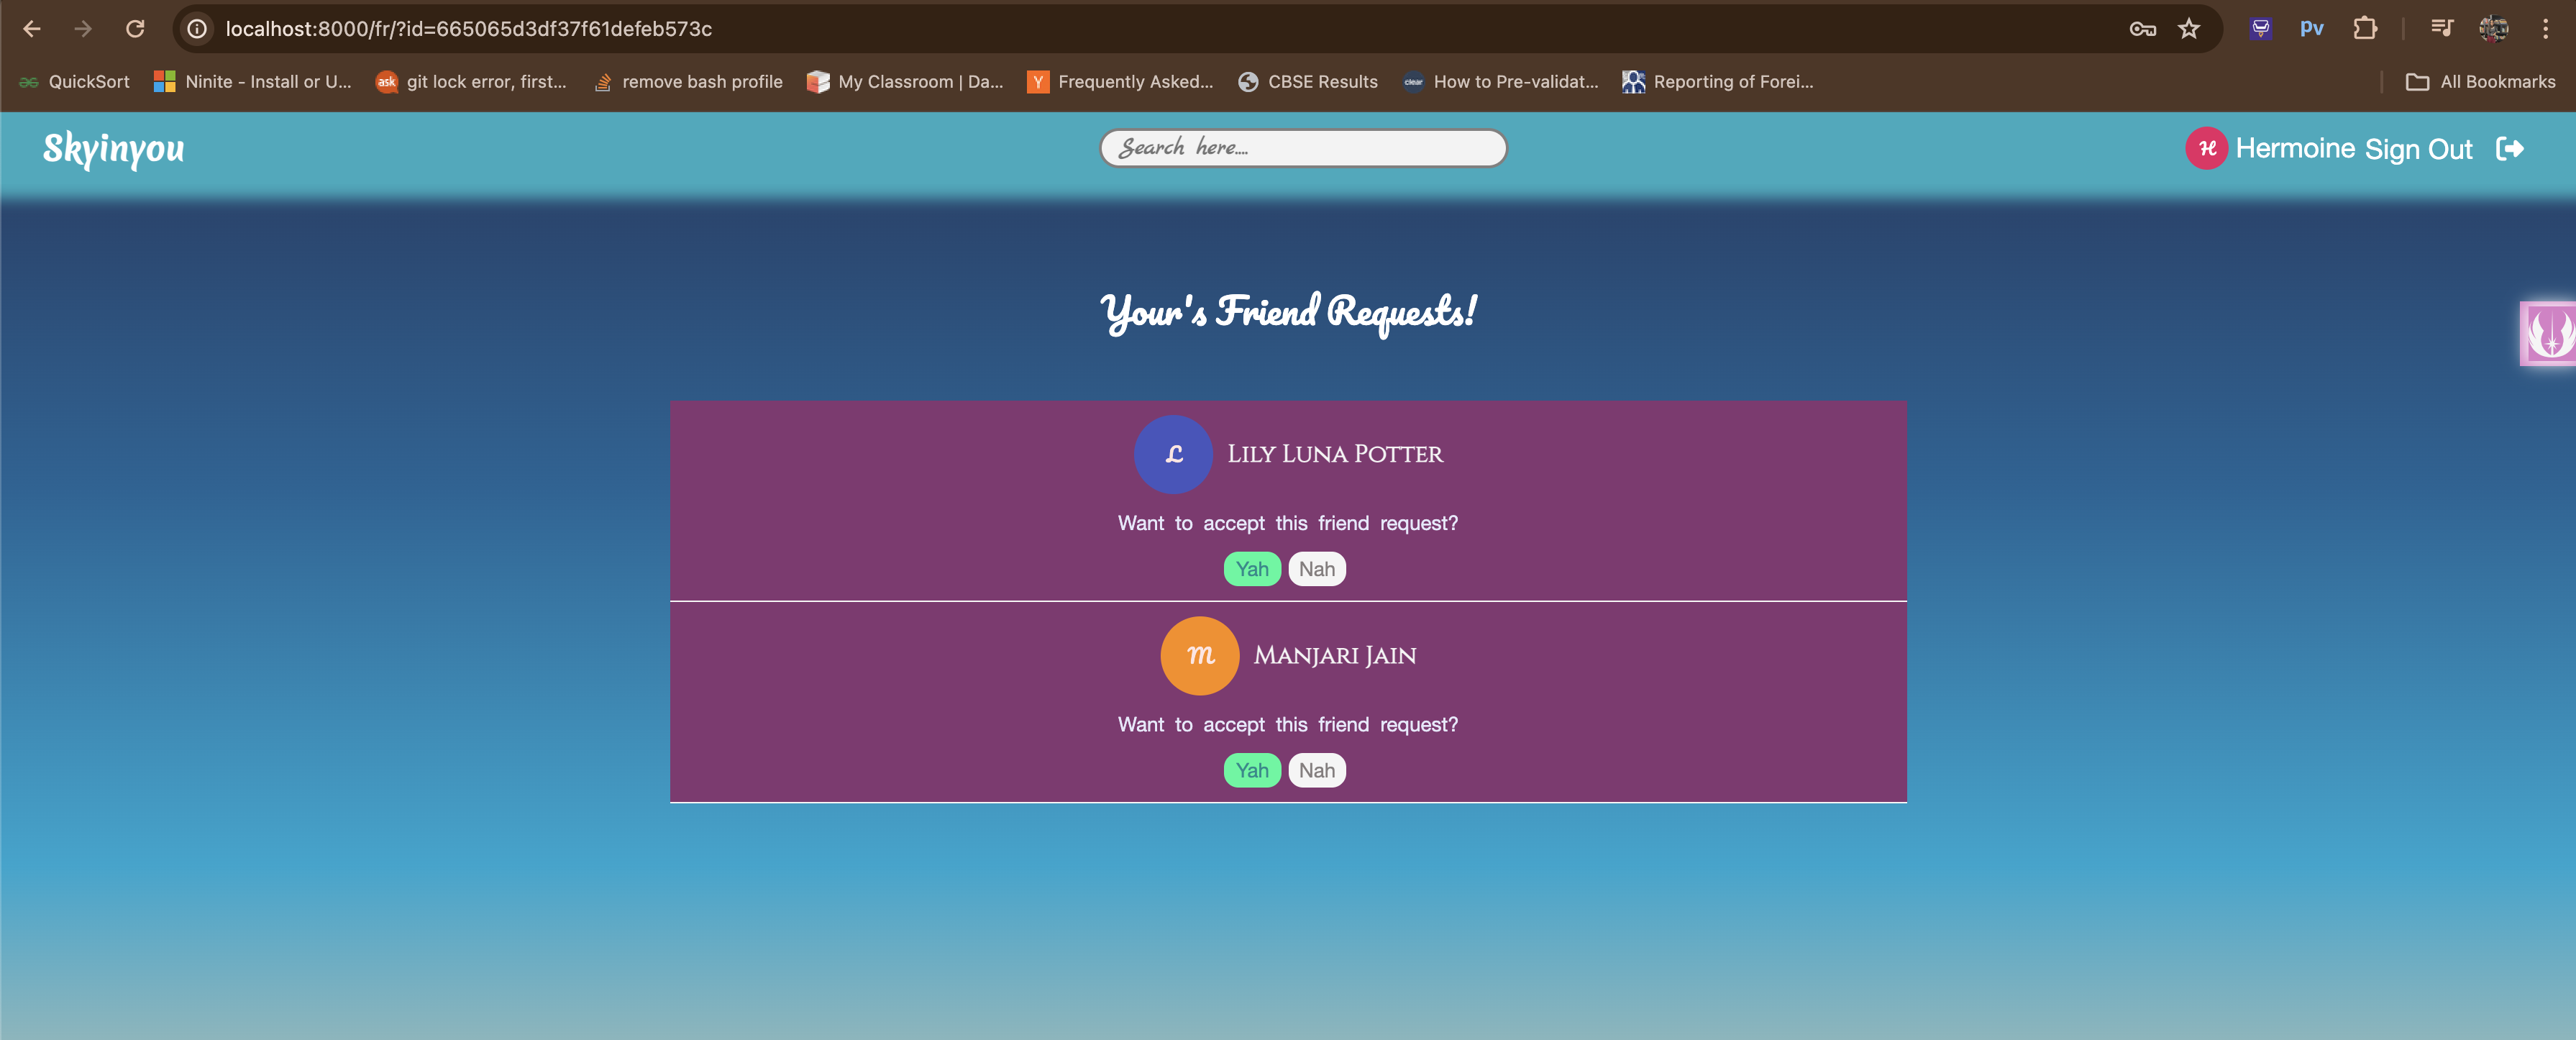 localhost:8000/fr/?id=665065d3df37f61defeb573c
pv
QuickSort
Ninite - Install or U...
ask
git lock error, first...
remove bash profile
My Classroom | Da...
Y
Frequently Asked...
CBSE Results
clear
How to Pre-validat...
Reporting of Forei...
All Bookmarks
Skyinyou
Search here....
H
Hermoine
Sign Out
Your's Friend Requests!
L
Lily Luna Potter
Want to accept this friend request?
Yah
Nah
M
Manjari Jain
Want to accept this friend request?
Yah
Nah